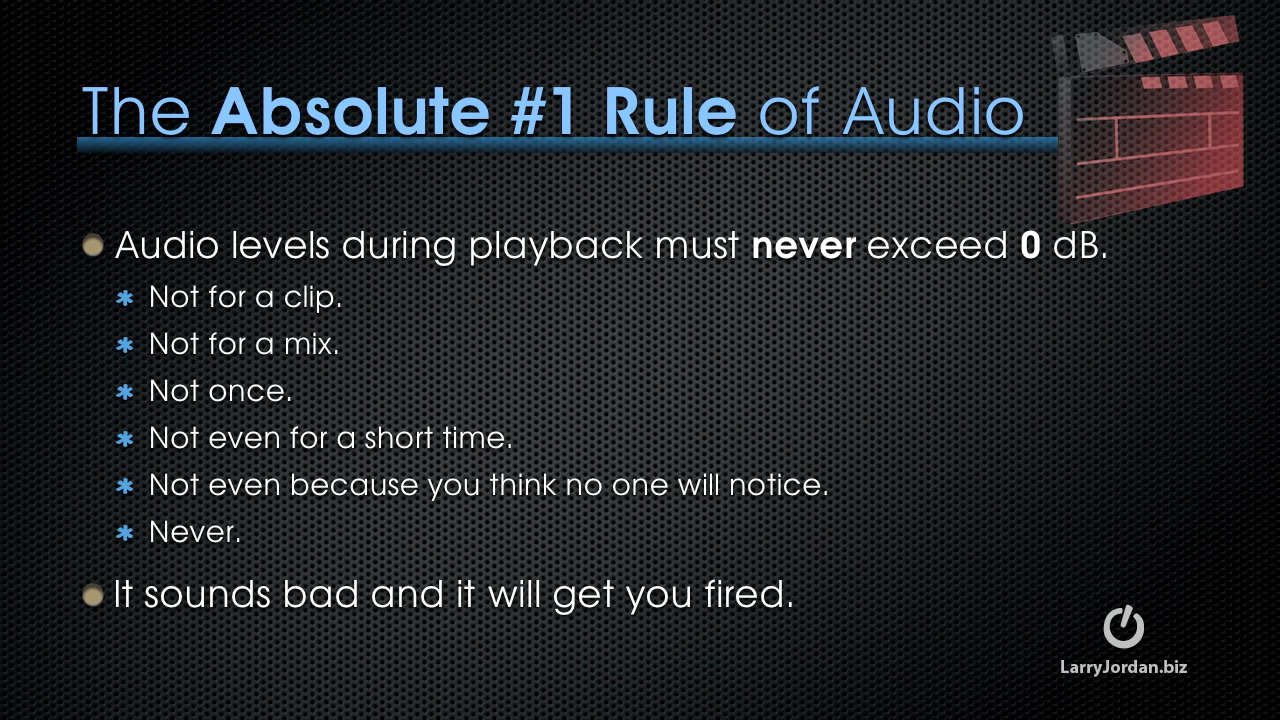 The Absolute #1 Rule of Audio
Audio levels during playback must never exceed 0 dB.
Not for a clip.
Not for a mix.
Not once.
Not even for a short time.
Not even because you think no one will notice.
Never.
It sounds bad and it will get you fired.
LarryJordan.biz